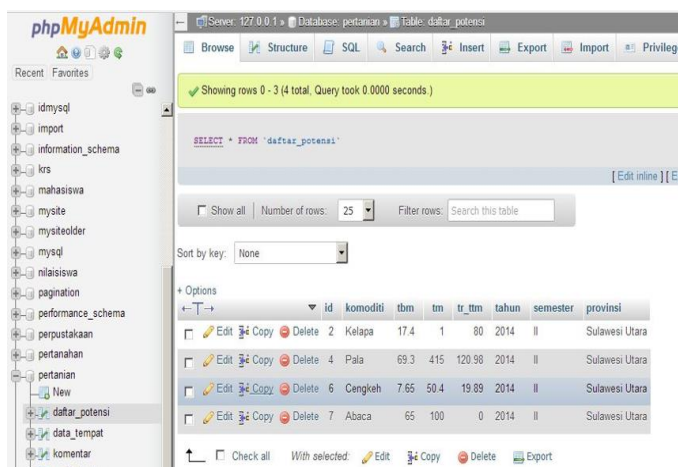 phpMyAdmin
Recent Favorites
idmysql
import
information_schema
krs
mahasiswa
mysite
mysiteolder
mysql
nilaisiswa
pagination
performance_schema
perpustakaan
pertanahan
pertanian
New
daftar_potensi
data_tempat
komentar
Server: 127.0.0.1 » Database: pertanian » Table: daftar_potensi
Browse Structure SQL Search Insert Export Import Privileg
Showing rows 0 - 3 (4 total, Query took 0.0000 seconds.)
SELECT * FROM `daftar_potensi`
[ Edit inline ] [ E
Show all Number of rows: 25 Filter rows: Search this table
Sort by key: None
+ Options
←T→ ▼ id komoditi tbm tm tr_ttm tahun semester provinsi
Edit Copy Delete 2 Kelapa 17.4 1 80 2014 II Sulawesi Utara
Edit Copy Delete 4 Pala 69.3 415 120.98 2014 II Sulawesi Utara
Edit Copy Delete 6 Cengkeh 7.65 50.4 19.89 2014 II Sulawesi Utara
Edit Copy Delete 7 Abaca 65 100 0 2014 II Sulawesi Utara
Check all With selected: Edit Copy Delete Export